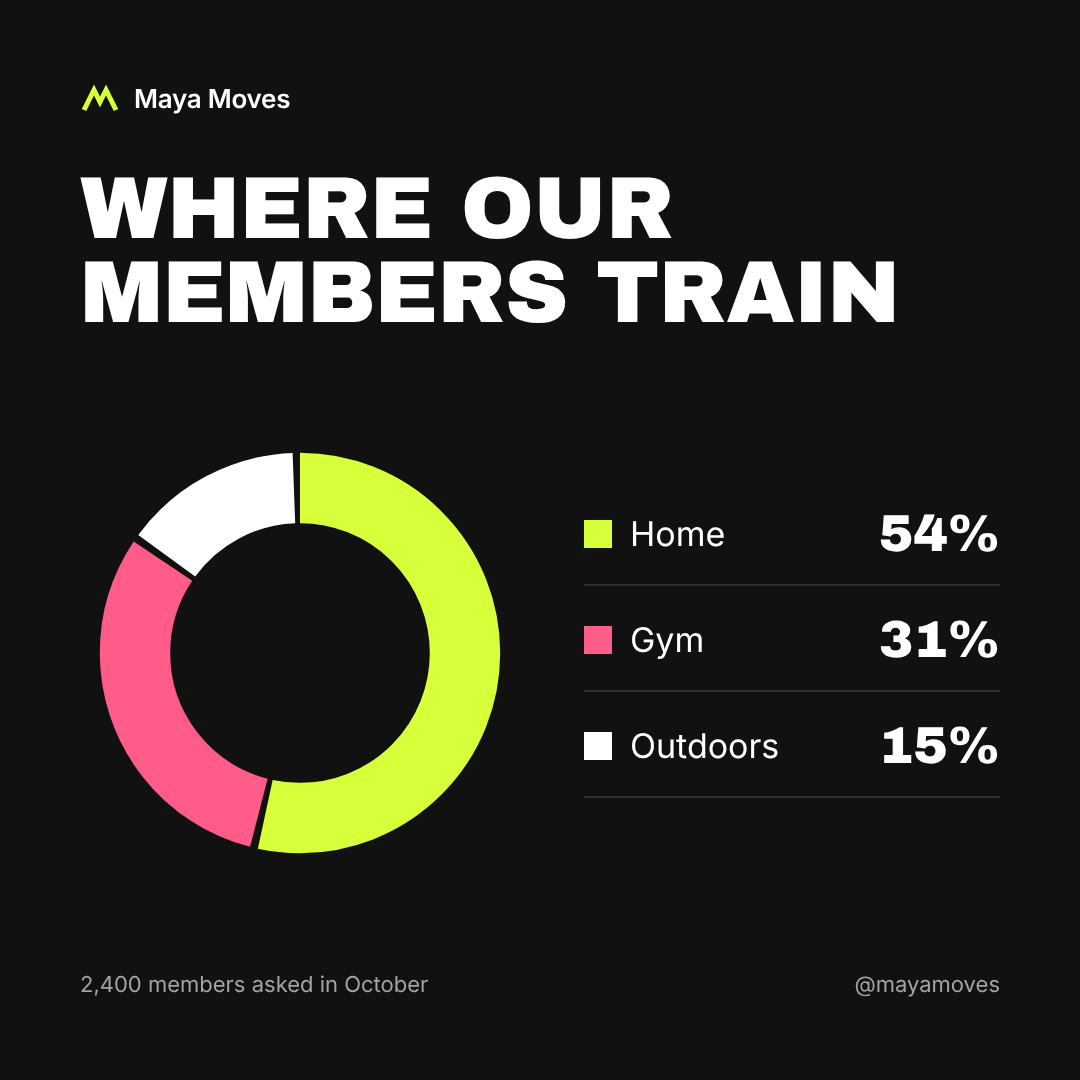 Maya Moves
WHERE OUR
MEMBERS TRAIN
Home 54%
Gym 31%
Outdoors 15%
2,400 members asked in October
@mayamoves